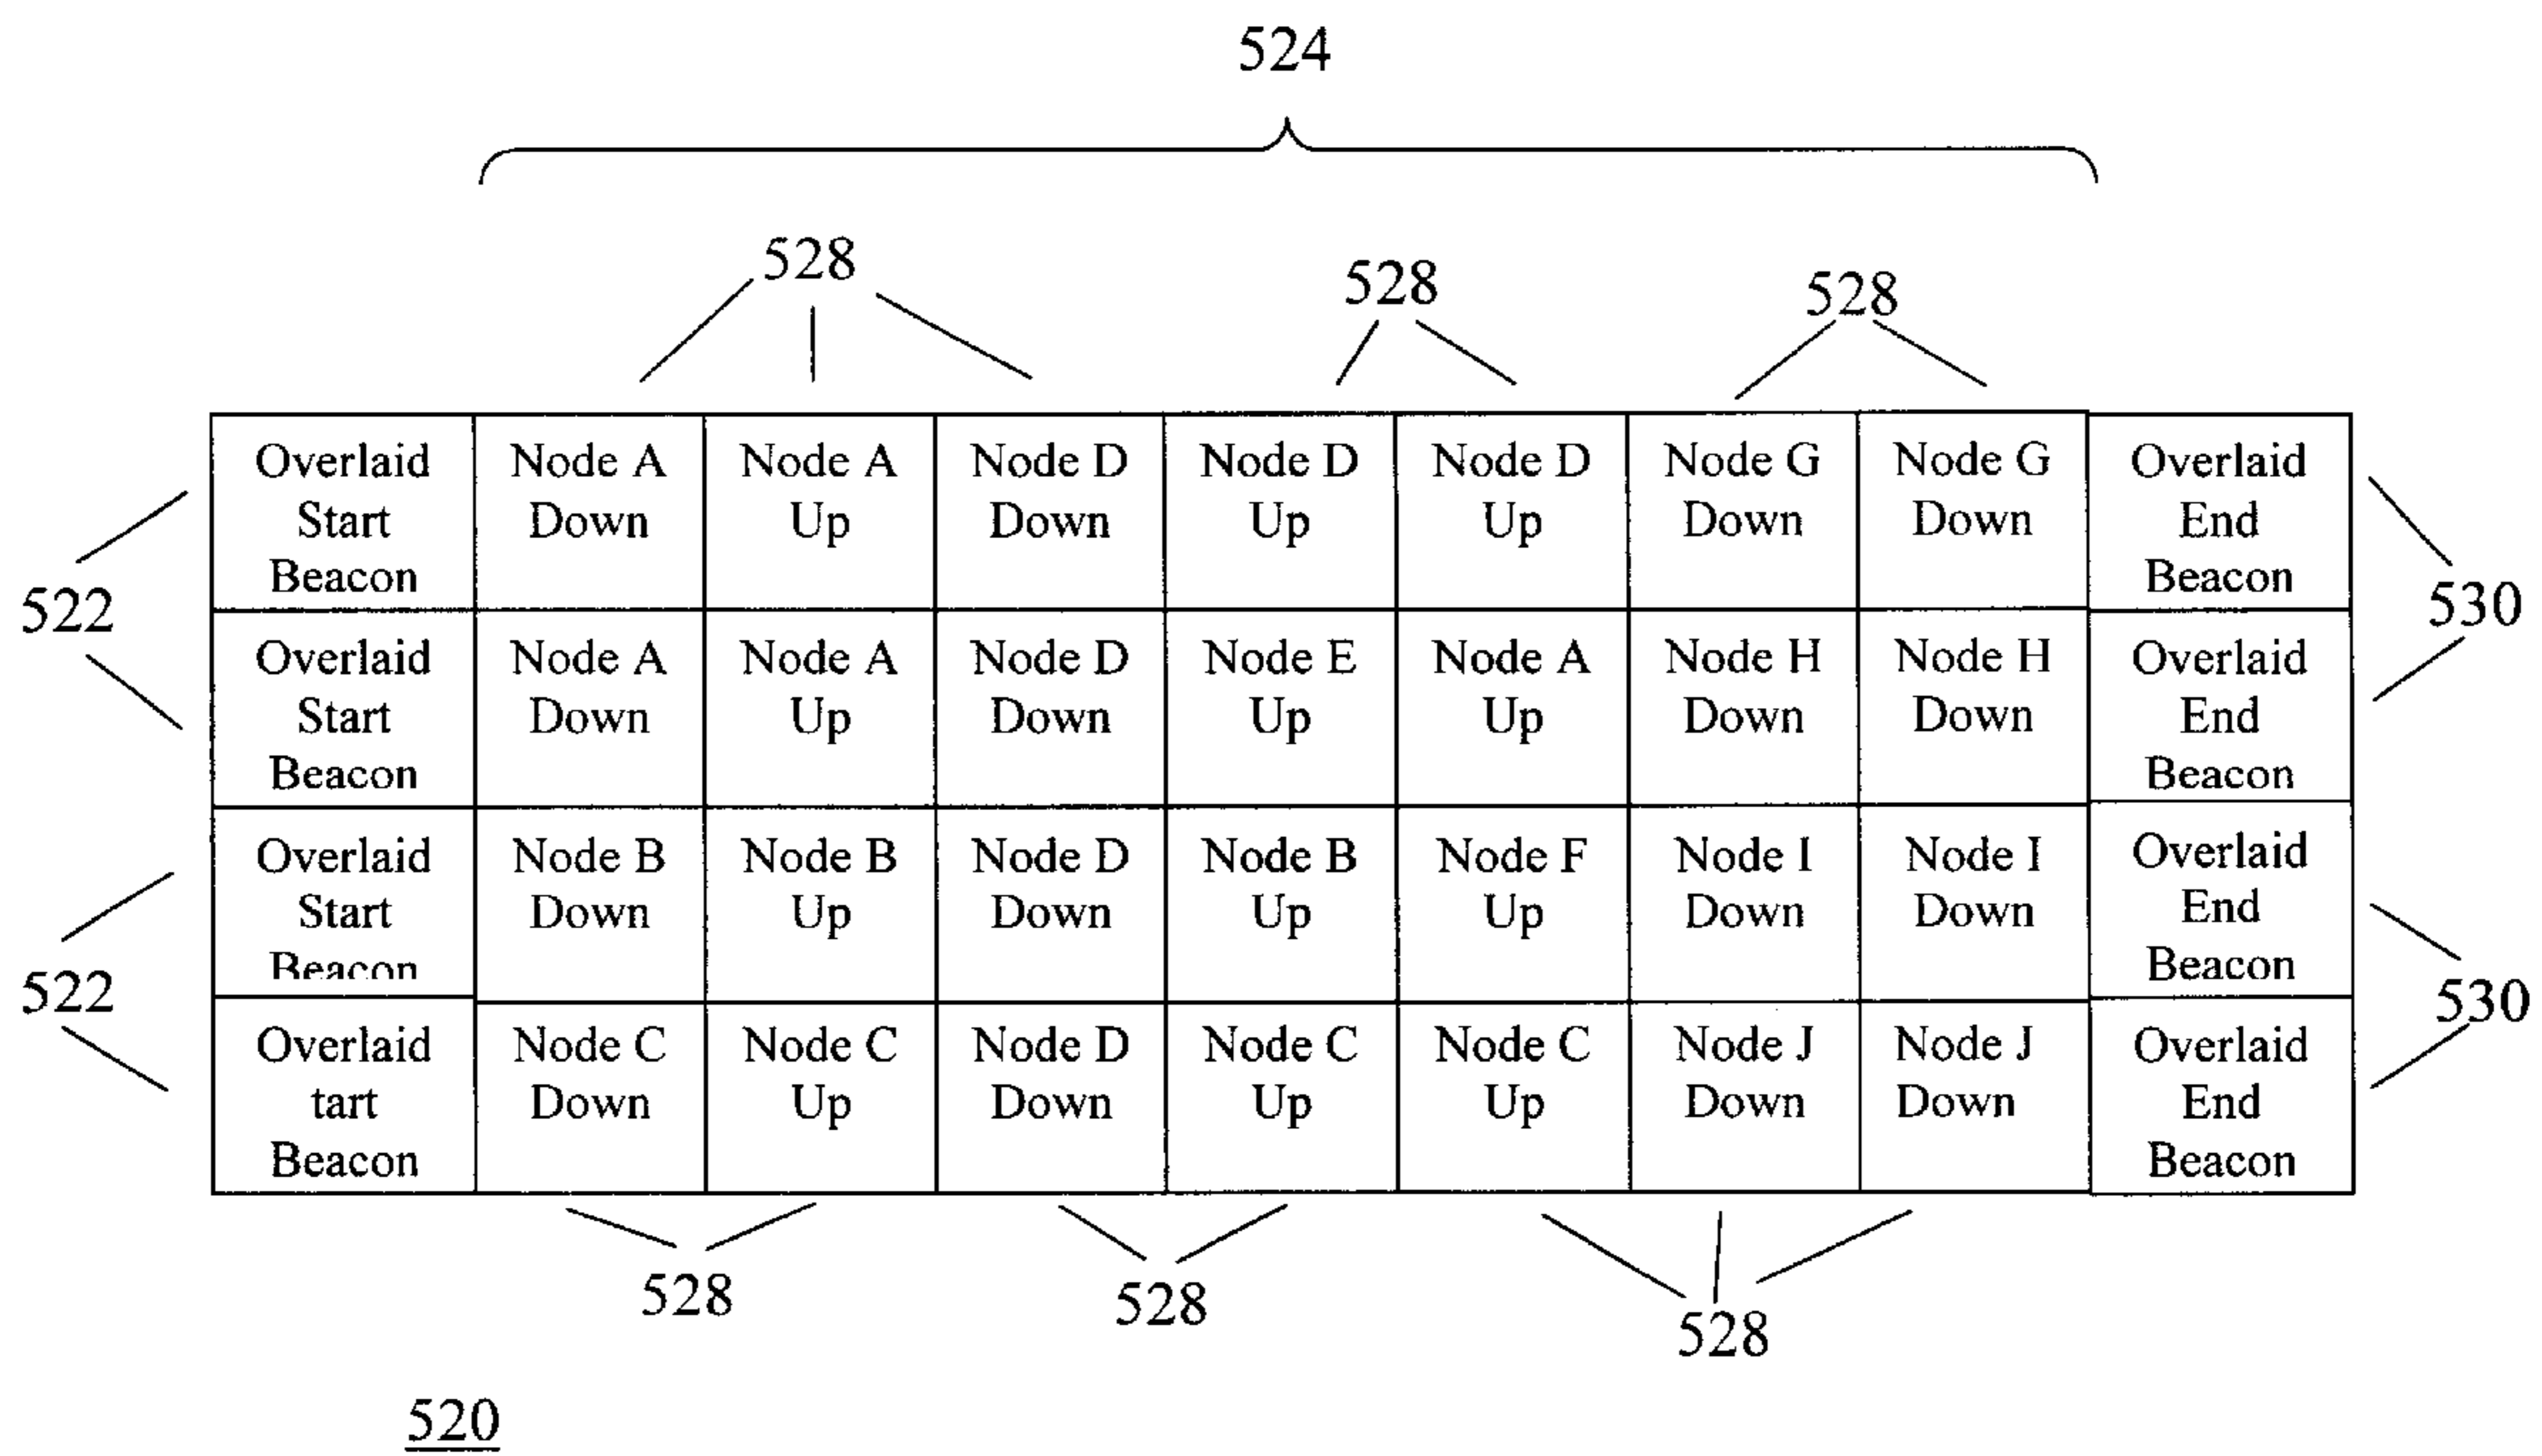 524
528
528
528
Overlaid Node A Node A Node D Node D Node D Node G Node G Overlaid
Start Down Up Down Up Up Down Down End
Beacon Beacon
522
530
Overlaid Node A Node A Node D Node E Node A Node H Node H Overlaid
Start Down Up Down Up Up Down Down End
Beacon Beacon
Overlaid Node B Node B Node D Node B Node F Node I Node I Overlaid
Start Down Up Down Up Up Down Down End
Beacon Beacon
522
530
Overlaid Node C Node C Node D Node C Node C Node J Node J Overlaid
tart Down Up Down Up Up Down Down End
Beacon Beacon
528
528
528
520